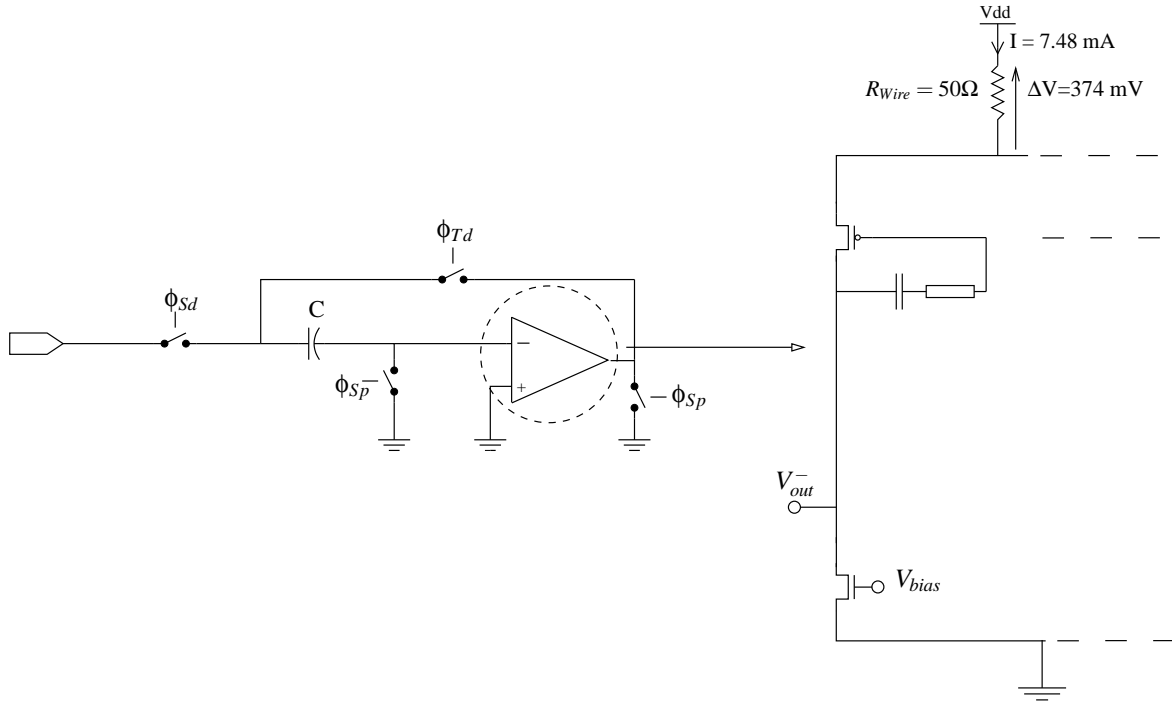 Vdd
I = 7.48 mA
R_Wire = 50Ω
ΔV=374 mV
ϕ_Td
ϕ_Sd
C
−
+
ϕ_Sp
ϕ_Sp
V_out^−
V_bias